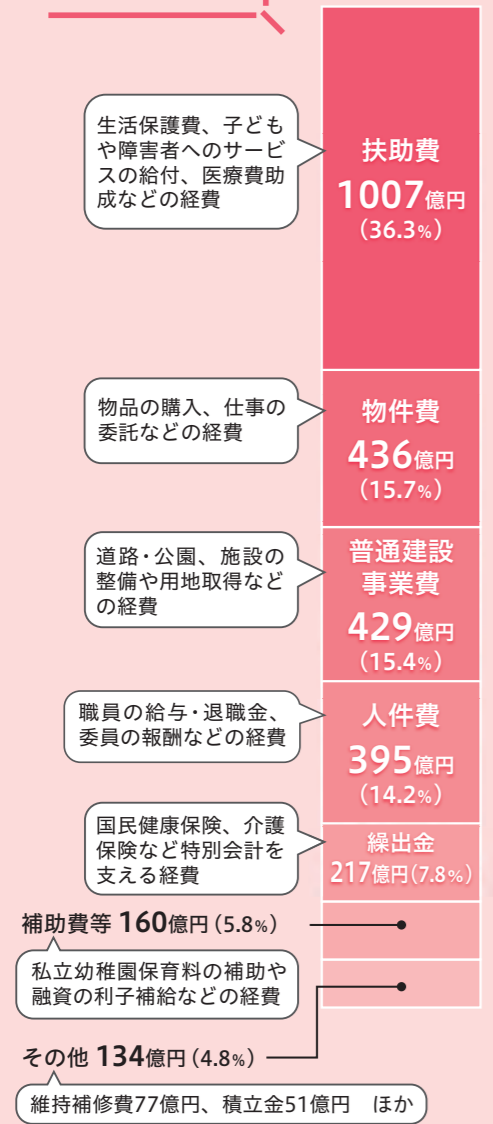 生活保護費、子ども
や障害者へのサービ
スの給付、医療費助
成などの経費
扶助費
1007億円
(36.3%)
物品の購入、仕事の
委託などの経費
物件費
436億円
(15.7%)
道路・公園、施設の
整備や用地取得など
の経費
普通建設
事業費
429億円
(15.4%)
職員の給与・退職金、
委員の報酬などの経費
人件費
395億円
(14.2%)
国民健康保険、介護
保険など特別会計を
支える経費
繰出金
217億円(7.8%)
補助費等 160億円(5.8%)
私立幼稚園保育料の補助や
融資の利子補給などの経費
その他 134億円(4.8%)
維持補修費77億円、積立金51億円　ほか